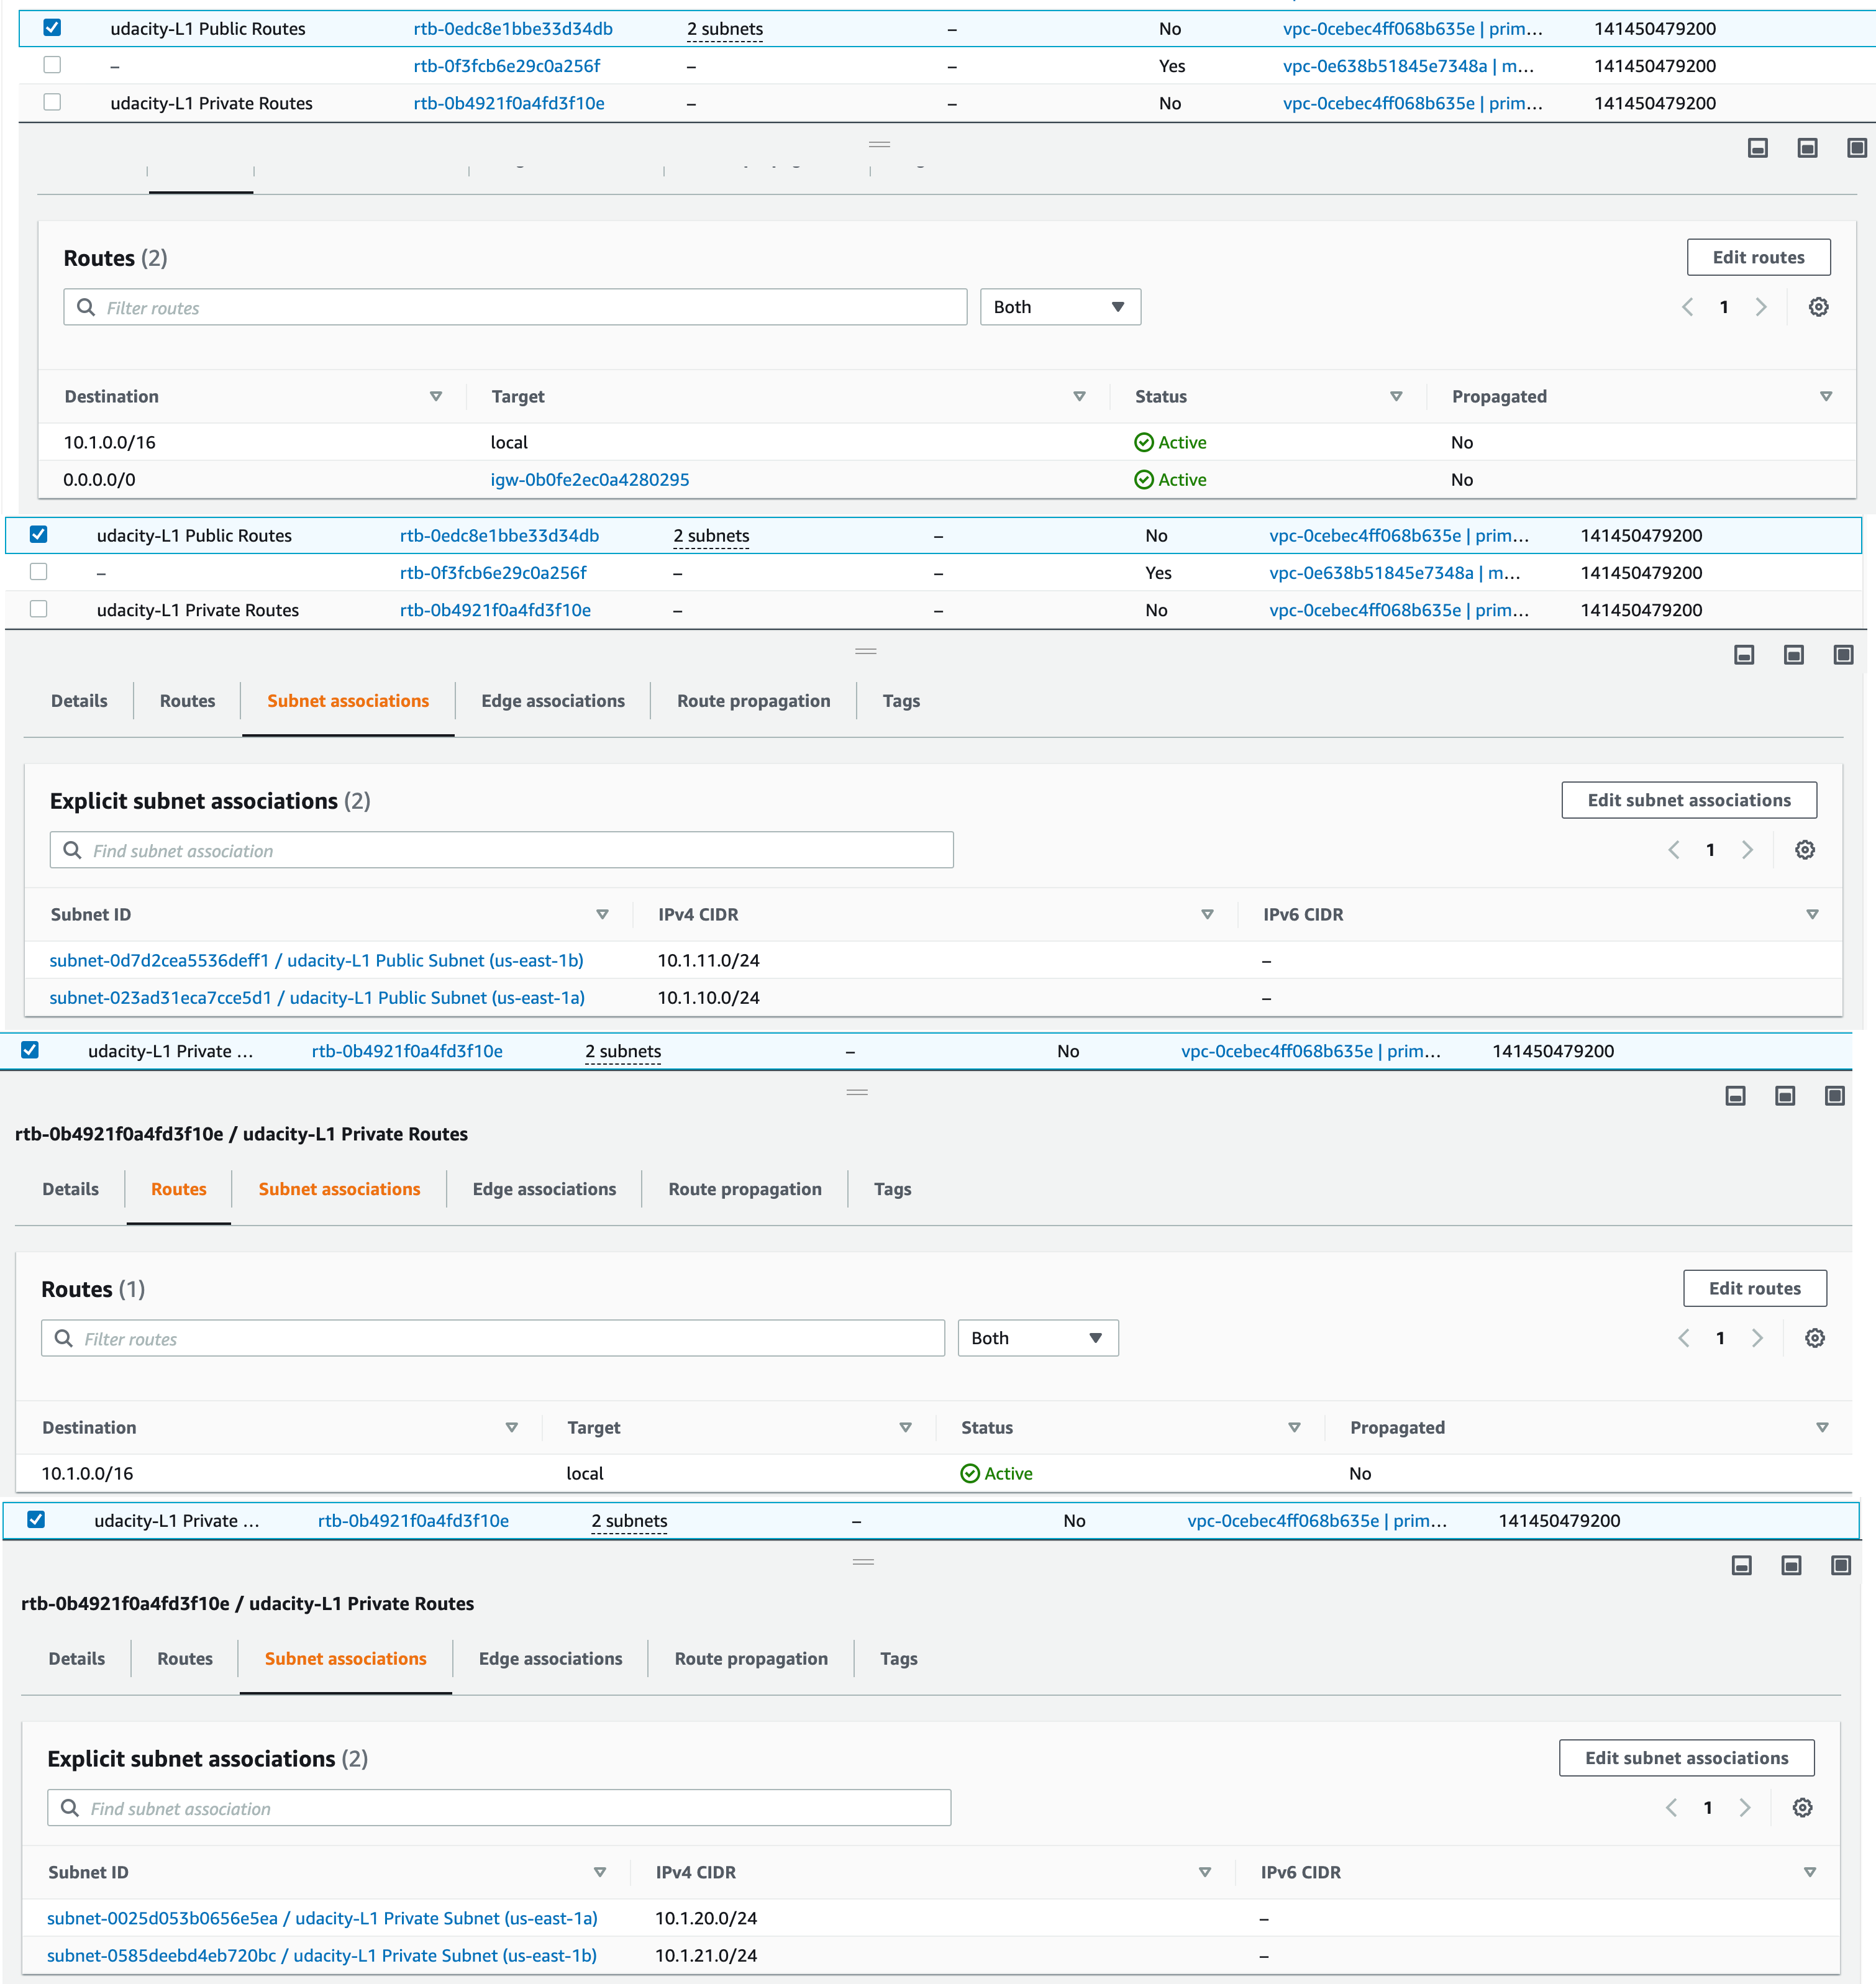 udacity-L1 Public Routes rtb-0edc8e1bbe33d34db 2 subnets – No vpc-0cebec4ff068b635e | prim... 141450479200
– rtb-0f3fcb6e29c0a256f – – Yes vpc-0e638b51845e7348a | m... 141450479200
udacity-L1 Private Routes rtb-0b4921f0a4fd3f10e – – No vpc-0cebec4ff068b635e | prim... 141450479200
Routes (2) Edit routes
Filter routes Both 1
Destination Target Status Propagated
10.1.0.0/16 local Active No
0.0.0.0/0 igw-0b0fe2ec0a4280295 Active No
udacity-L1 Public Routes rtb-0edc8e1bbe33d34db 2 subnets – No vpc-0cebec4ff068b635e | prim... 141450479200
– rtb-0f3fcb6e29c0a256f – – Yes vpc-0e638b51845e7348a | m... 141450479200
udacity-L1 Private Routes rtb-0b4921f0a4fd3f10e – – No vpc-0cebec4ff068b635e | prim... 141450479200
Details Routes Subnet associations Edge associations Route propagation Tags
Explicit subnet associations (2) Edit subnet associations
Find subnet association 1
Subnet ID IPv4 CIDR IPv6 CIDR
subnet-0d7d2cea5536deff1 / udacity-L1 Public Subnet (us-east-1b) 10.1.11.0/24 –
subnet-023ad31eca7cce5d1 / udacity-L1 Public Subnet (us-east-1a) 10.1.10.0/24 –
udacity-L1 Private ... rtb-0b4921f0a4fd3f10e 2 subnets – No vpc-0cebec4ff068b635e | prim... 141450479200
rtb-0b4921f0a4fd3f10e / udacity-L1 Private Routes
Details Routes Subnet associations Edge associations Route propagation Tags
Routes (1) Edit routes
Filter routes Both 1
Destination Target Status Propagated
10.1.0.0/16 local Active No
udacity-L1 Private ... rtb-0b4921f0a4fd3f10e 2 subnets – No vpc-0cebec4ff068b635e | prim... 141450479200
rtb-0b4921f0a4fd3f10e / udacity-L1 Private Routes
Details Routes Subnet associations Edge associations Route propagation Tags
Explicit subnet associations (2) Edit subnet associations
Find subnet association 1
Subnet ID IPv4 CIDR IPv6 CIDR
subnet-0025d053b0656e5ea / udacity-L1 Private Subnet (us-east-1a) 10.1.20.0/24 –
subnet-0585deebd4eb720bc / udacity-L1 Private Subnet (us-east-1b) 10.1.21.0/24 –